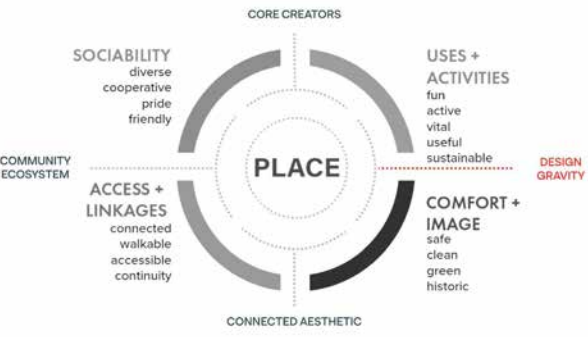 CORE CREATORS
SOCIABILITY
diverse
cooperative
pride
friendly
USES +
ACTIVITIES
fun
active
vital
useful
sustainable
COMMUNITY
ECOSYSTEM
PLACE
DESIGN
GRAVITY
ACCESS +
LINKAGES
connected
walkable
accessible
continuity
COMFORT +
IMAGE
safe
clean
green
historic
CONNECTED AESTHETIC